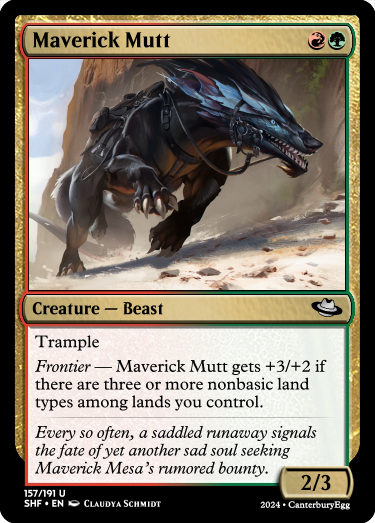 Maverick Mutt
Creature — Beast
Trample
Frontier — Maverick Mutt gets +3/+2 if
there are three or more nonbasic land
types among lands you control.
Every so often, a saddled runaway signals
the fate of yet another sad soul seeking
Maverick Mesa's rumored bounty.
2/3
157/191 U
SHF • EN Claudya Schmidt
2024 • CanterburyEgg